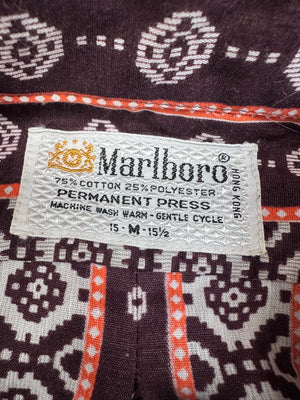 Marlboro®
HONG KONG
75% COTTON 25% POLYESTER
PERMANENT PRESS
MACHINE WASH WARM - GENTLE CYCLE
15 - M - 15½